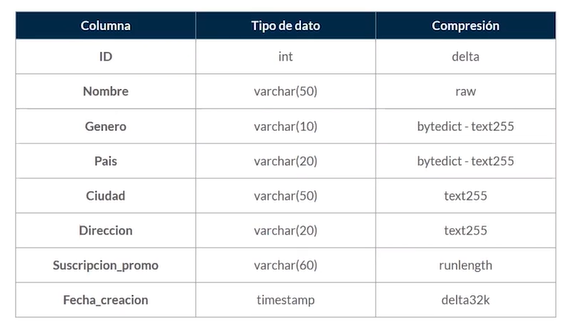 Columna Tipo de dato Compresión
ID int delta
Nombre varchar(50) raw
Genero varchar(10) bytedict - text255
Pais varchar(20) bytedict - text255
Ciudad varchar(50) text255
Direccion varchar(20) text255
Suscripcion_promo varchar(60) runlength
Fecha_creacion timestamp delta32k